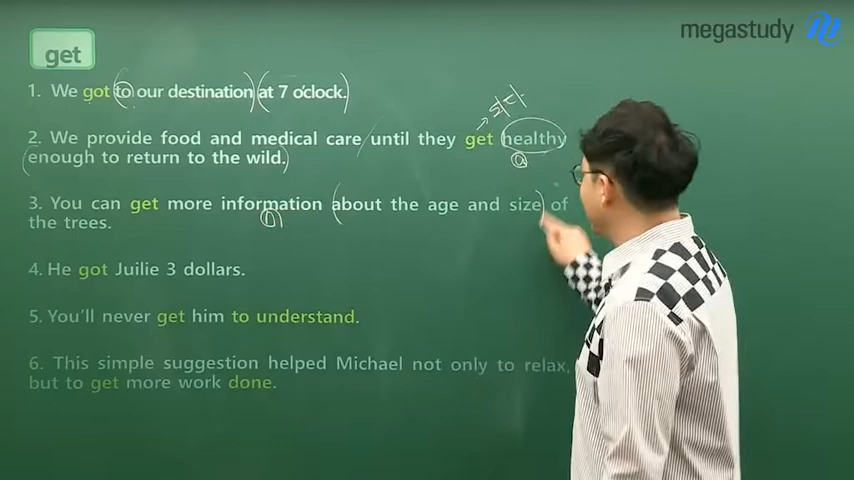 megastudy
get
1. We got to our destination at 7 o'clock.
상태
2. We provide food and medical care until they get healthy
ⓐ
enough to return to the wild.
3. You can get more information about the age and size of
ⓝ
the trees.
4. He got Juilie 3 dollars.
5. You'll never get him to understand.
6. This simple suggestion helped Michael not only to relax,
but to get more work done.